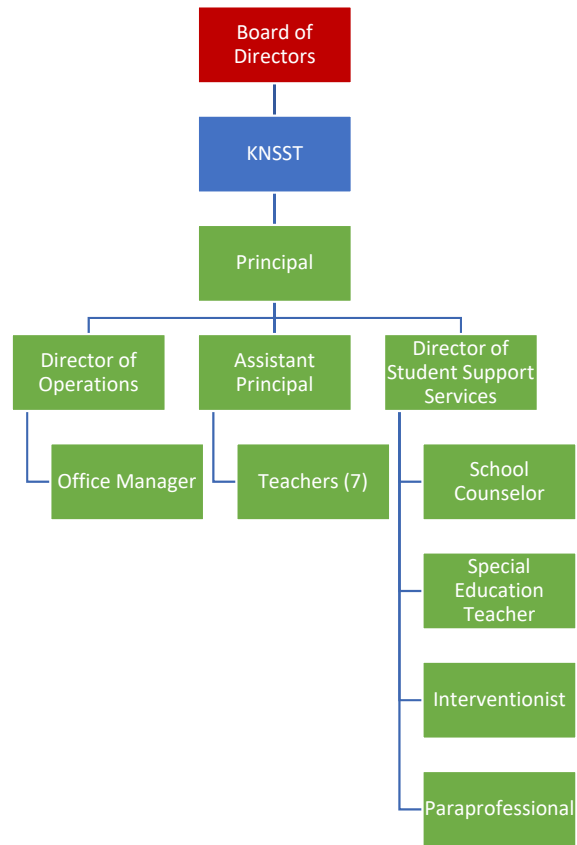 Board of
Directors
KNSST
Principal
Director of
Operations
Assistant
Principal
Director of
Student Support
Services
Office Manager
Teachers (7)
School
Counselor
Special
Education
Teacher
Interventionist
Paraprofessional